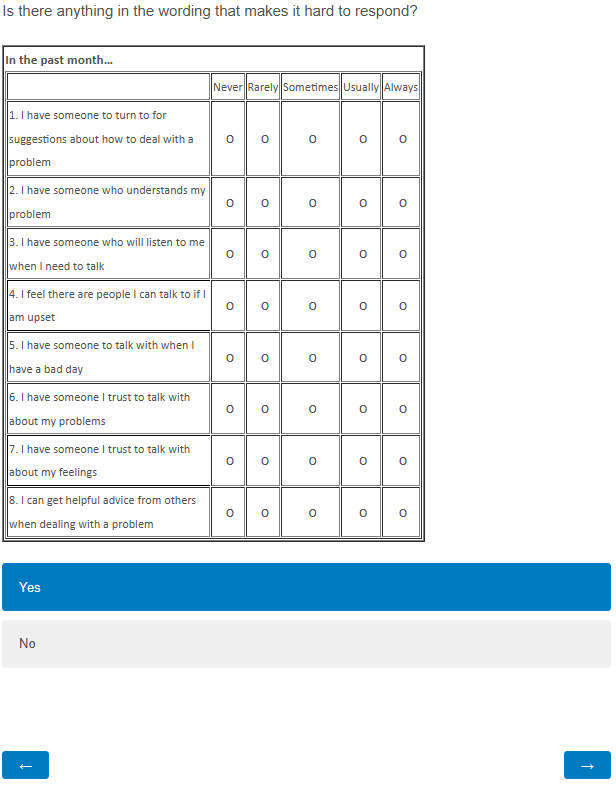 Is there anything in the wording that makes it hard to respond?
In the past month...
Never Rarely Sometimes Usually Always
1. I have someone to turn to for
suggestions about how to deal with a
problem
O O O O O
2. I have someone who understands my
problem
O O O O O
3. I have someone who will listen to me
when I need to talk
O O O O O
4. I feel there are people I can talk to if I
am upset
O O O O O
5. I have someone to talk with when I
have a bad day
O O O O O
6. I have someone I trust to talk with
about my problems
O O O O O
7. I have someone I trust to talk with
about my feelings
O O O O O
8. I can get helpful advice from others
when dealing with a problem
O O O O O
Yes
No
← →